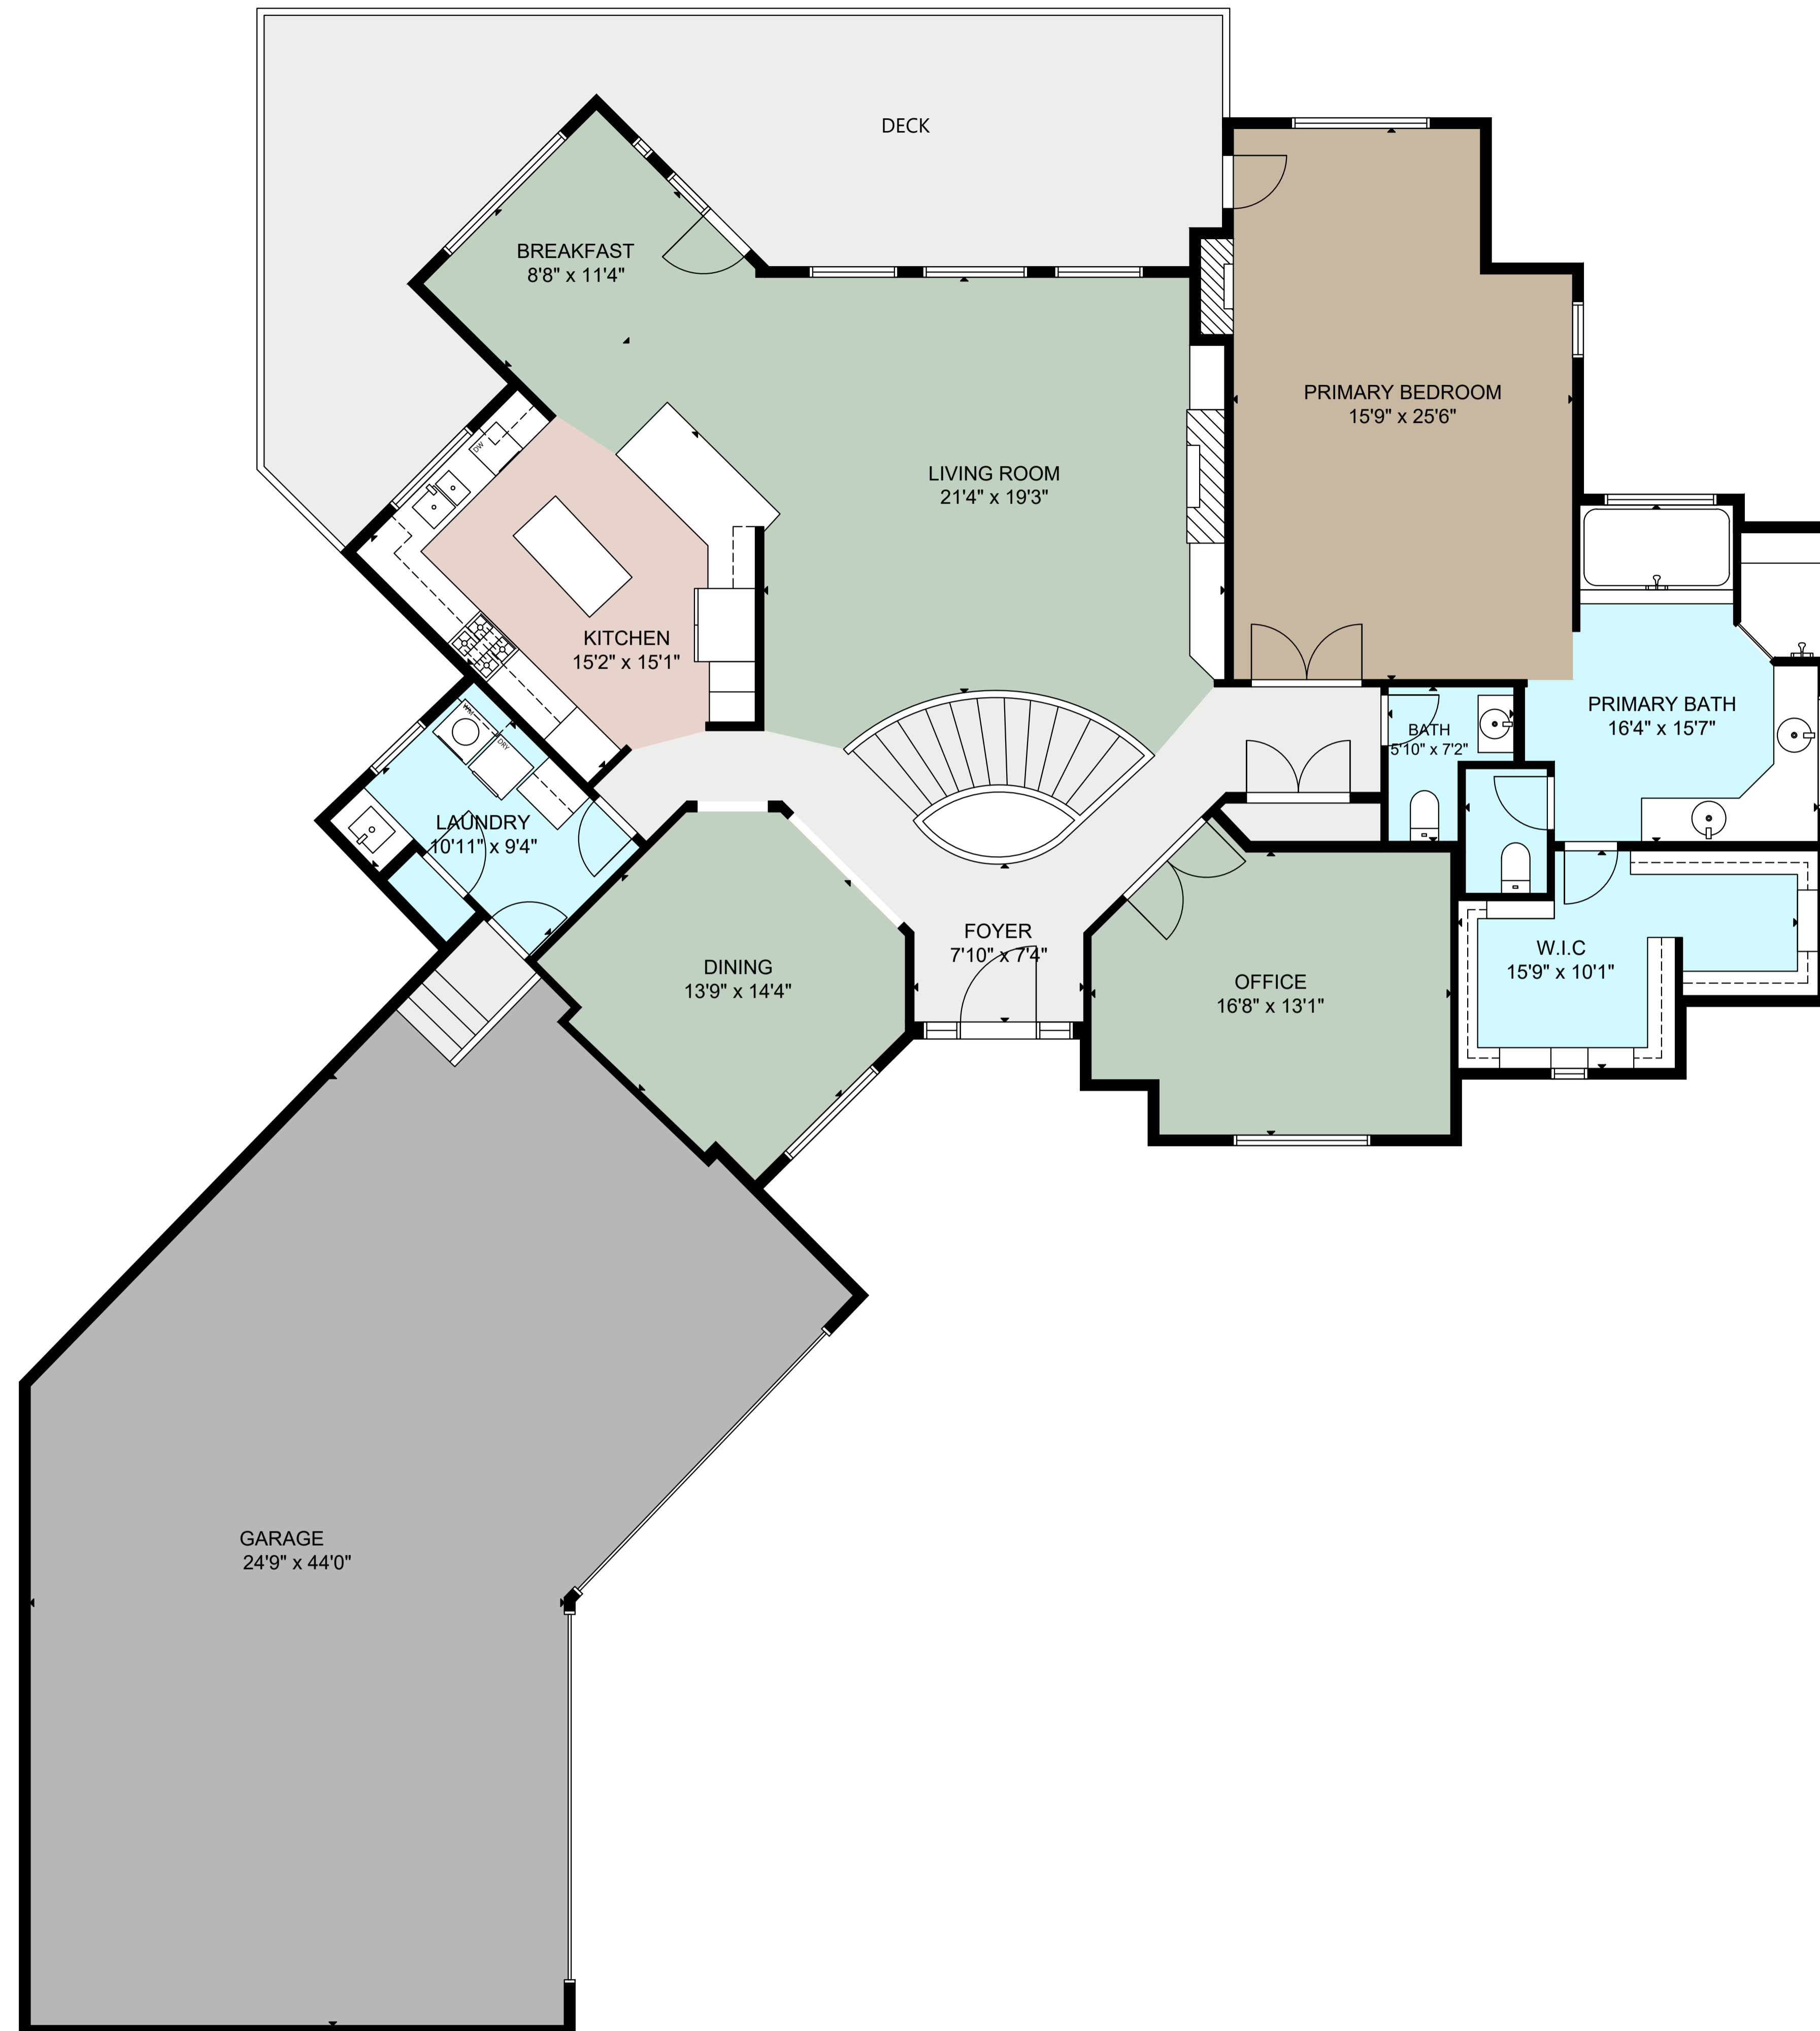 DECK
BREAKFAST
8'8" x 11'4"
PRIMARY BEDROOM
15'9" x 25'6"
LIVING ROOM
21'4" x 19'3"
DW
KITCHEN
15'2" x 15'1"
PRIMARY BATH
16'4" x 15'7"
BATH
5'10" x 7'2"
DRY
LAUNDRY
10'11" x 9'4"
FOYER
7'10" x 7'4"
W.I.C
15'9" x 10'1"
DINING
13'9" x 14'4"
OFFICE
16'8" x 13'1"
GARAGE
24'9" x 44'0"